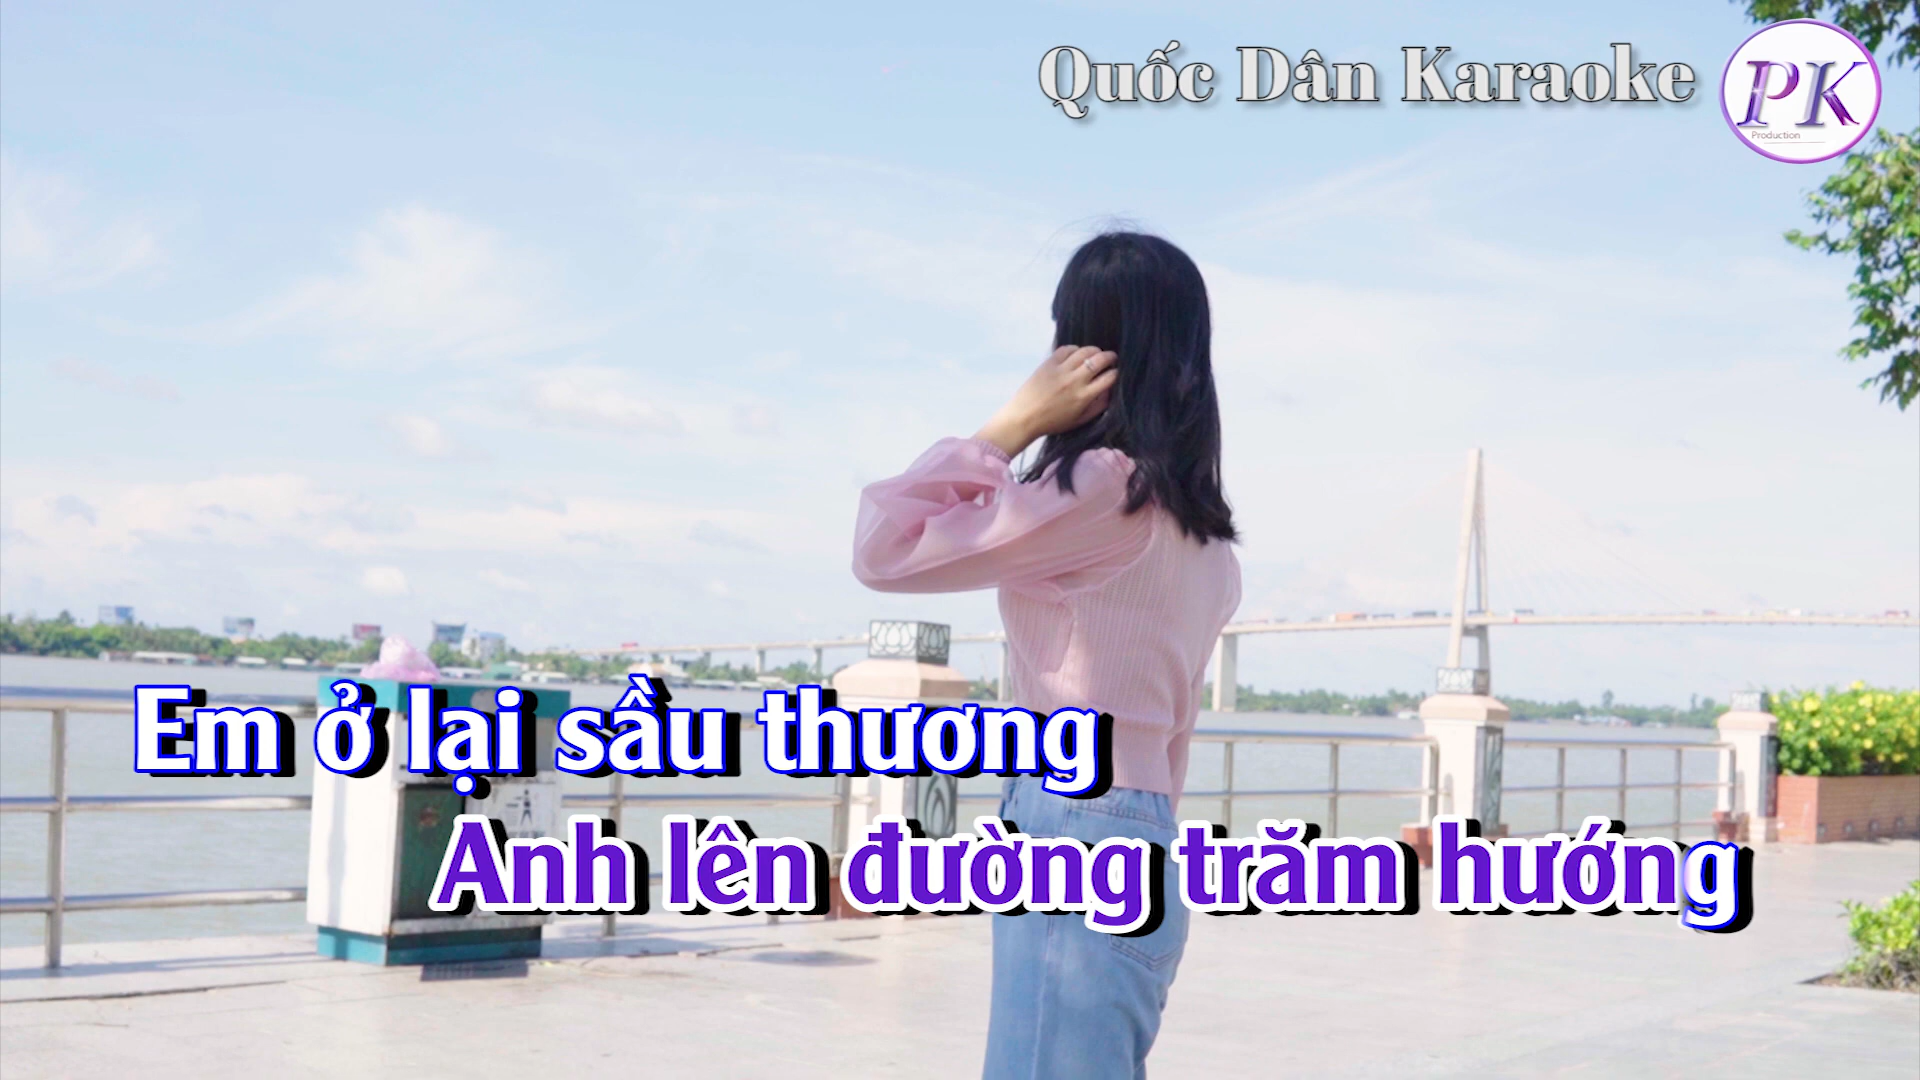 Quốc Dân Karaoke
PK
Production
Em ở lại sầu thương
Anh lên đường trăm hướng